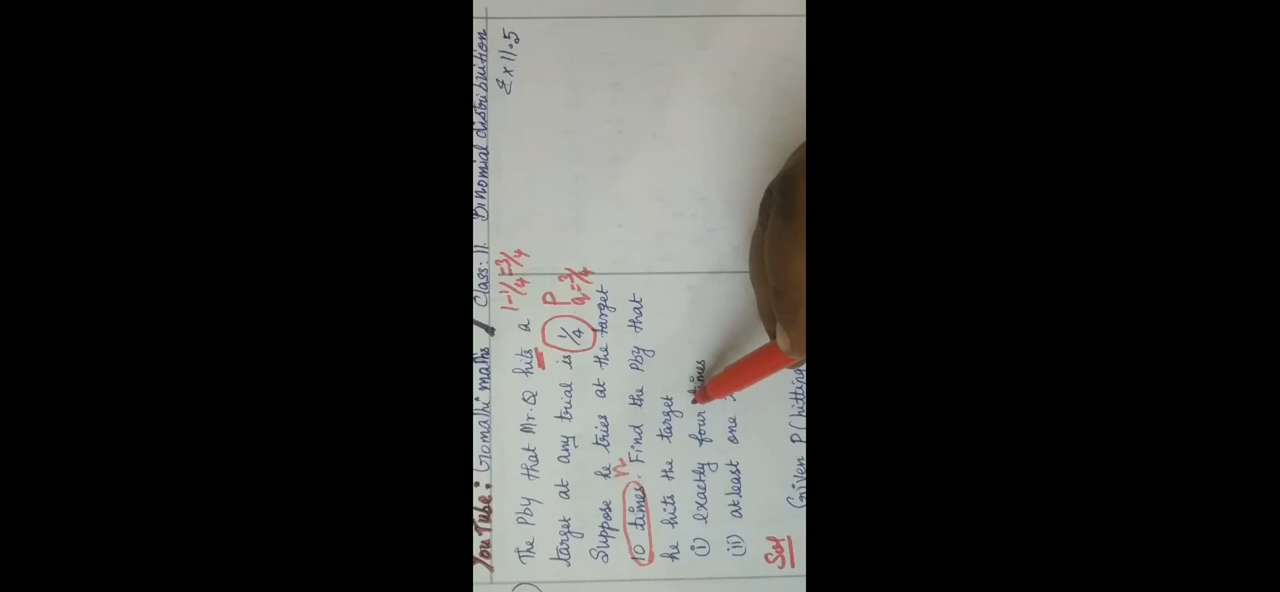 YouTube: Gomathi maths / Class: 11. Binomial distribuition
Ex 11.5
1-1/4=3/4
The Pby that Mr.Q hits a
target at any trial is 1/4 P
q=3/4
Suppose he tries at the target
n
10 times. Find the Pby that
he hits the target
(i) exactly four times
(ii) atleast one
Sol
Given P(hitting